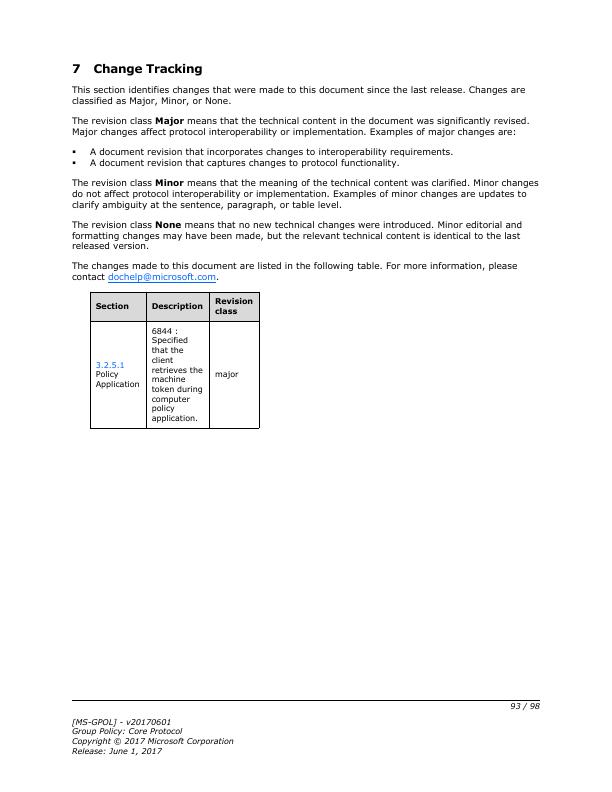 7 Change Tracking
This section identifies changes that were made to this document since the last release. Changes are
classified as Major, Minor, or None.
The revision class Major means that the technical content in the document was significantly revised.
Major changes affect protocol interoperability or implementation. Examples of major changes are:
▪ A document revision that incorporates changes to interoperability requirements.
▪ A document revision that captures changes to protocol functionality.
The revision class Minor means that the meaning of the technical content was clarified. Minor changes
do not affect protocol interoperability or implementation. Examples of minor changes are updates to
clarify ambiguity at the sentence, paragraph, or table level.
The revision class None means that no new technical changes were introduced. Minor editorial and
formatting changes may have been made, but the relevant technical content is identical to the last
released version.
The changes made to this document are listed in the following table. For more information, please
contact dochelp@microsoft.com.
Section
Description
Revision
class
3.2.5.1
Policy
Application
6844 :
Specified
that the
client
retrieves the
machine
token during
computer
policy
application.
major
93 / 98
[MS-GPOL] - v20170601
Group Policy: Core Protocol
Copyright © 2017 Microsoft Corporation
Release: June 1, 2017